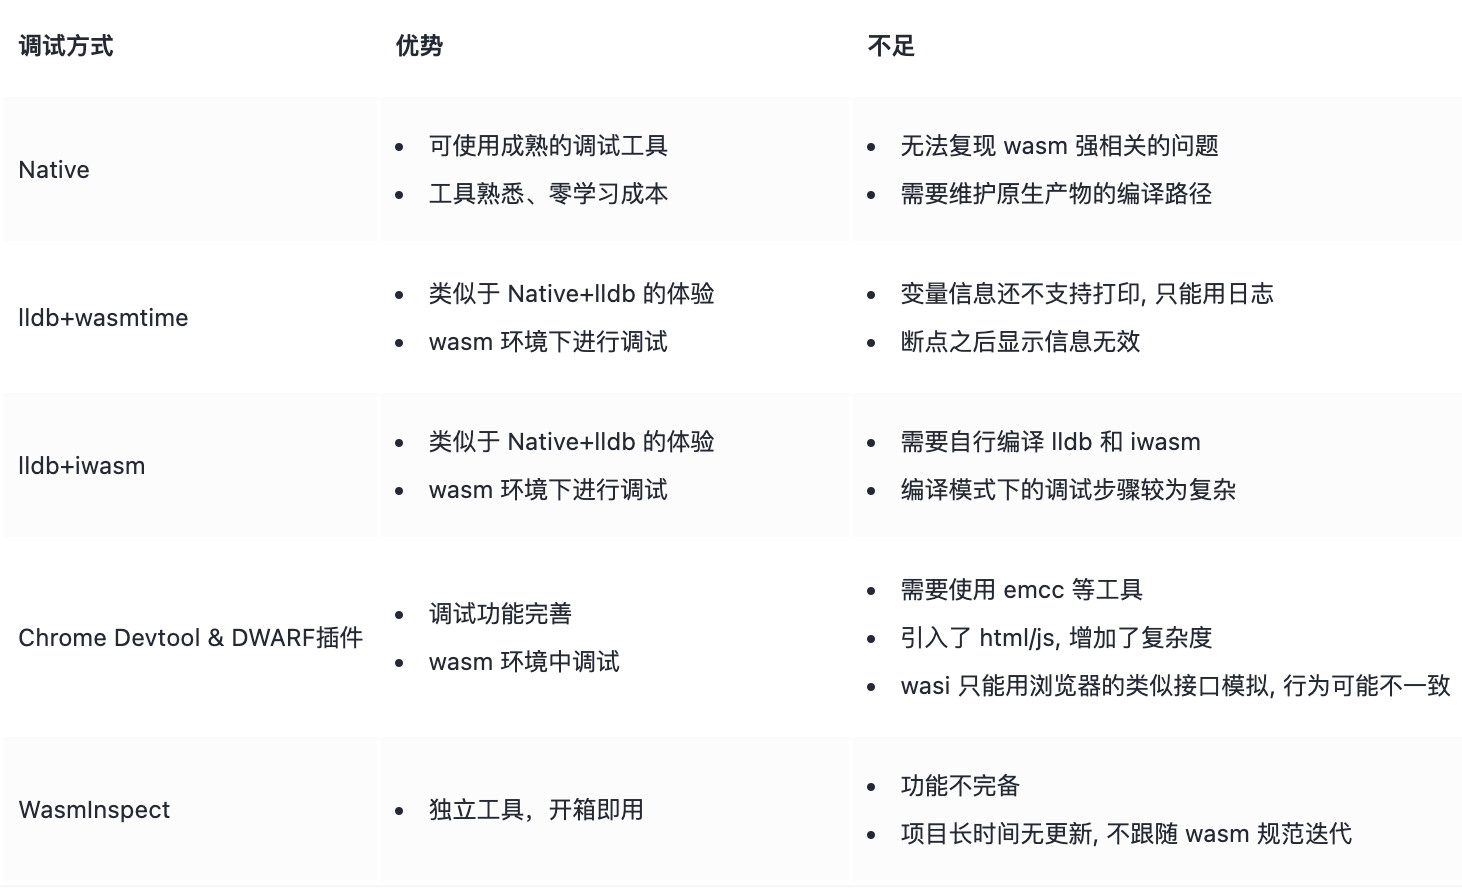 调试方式 优势 不足
Native
• 可使用成熟的调试工具
• 工具熟悉、零学习成本
• 无法复现 wasm 强相关的问题
• 需要维护原生产物的编译路径
lldb+wasmtime
• 类似于 Native+lldb 的体验
• wasm 环境下进行调试
• 变量信息还不支持打印, 只能用日志
• 断点之后显示信息无效
lldb+iwasm
• 类似于 Native+lldb 的体验
• wasm 环境下进行调试
• 需要自行编译 lldb 和 iwasm
• 编译模式下的调试步骤较为复杂
Chrome Devtool & DWARF插件
• 调试功能完善
• wasm 环境中调试
• 需要使用 emcc 等工具
• 引入了 html/js, 增加了复杂度
• wasi 只能用浏览器的类似接口模拟, 行为可能不一致
WasmInspect
• 独立工具，开箱即用
• 功能不完备
• 项目长时间无更新, 不跟随 wasm 规范迭代